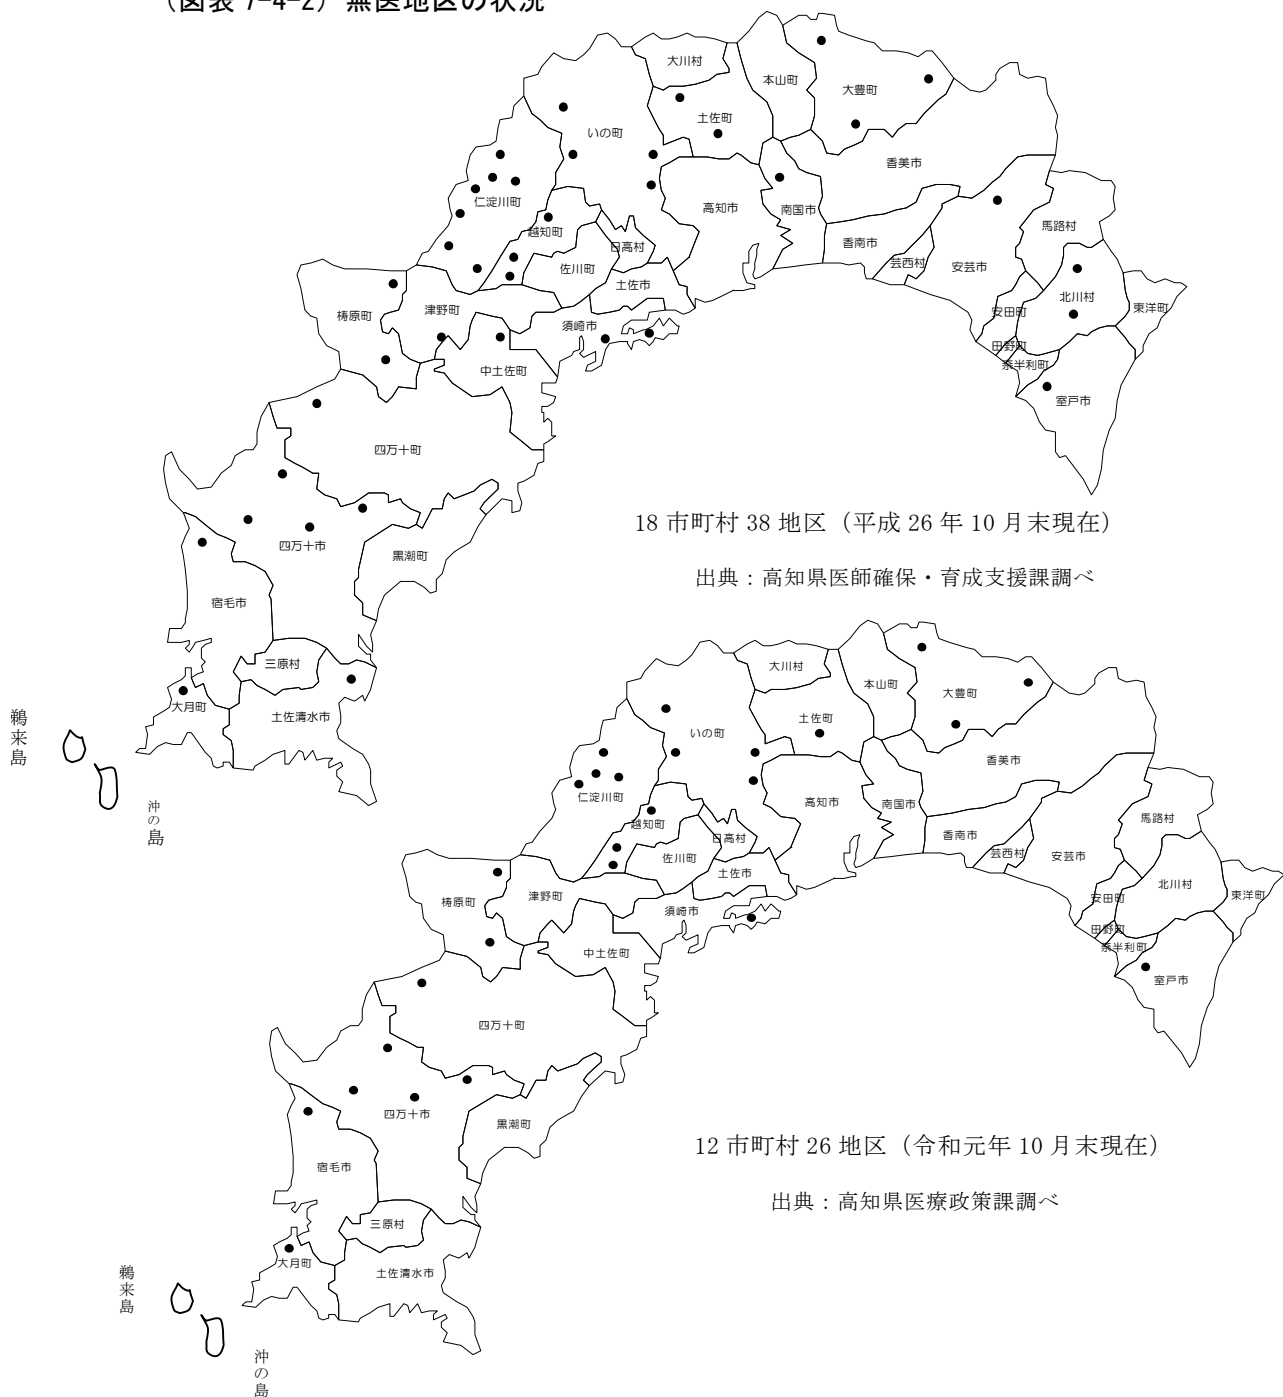 （図表 7-4-2）無医地区の状況
大川村
本山町
大豊町
土佐町
いの町
香美市
仁淀川町
高知市
南国市
馬路村
越知町
日高村
香南市
芸西村
安芸市
佐川町
土佐市
北川村
東洋町
安田町
津野町
梼原町
須崎市
田野町
奈半利町
中土佐町
室戸市
四万十町
18 市町村 38 地区（平成 26 年 10 月末現在）
出典：高知県医師確保・育成支援課調べ
四万十市
黒潮町
宿毛市
三原村
大月町
土佐清水市
鵜来島
沖の島
大川村
本山町
大豊町
土佐町
いの町
香美市
仁淀川町
高知市
南国市
馬路村
越知町
日高村
香南市
芸西村
安芸市
佐川町
土佐市
北川村
東洋町
安田町
津野町
梼原町
須崎市
田野町
奈半利町
中土佐町
室戸市
四万十町
四万十市
黒潮町
12 市町村 26 地区（令和元年 10 月末現在）
出典：高知県医療政策課調べ
宿毛市
三原村
大月町
土佐清水市
鵜来島
沖の島